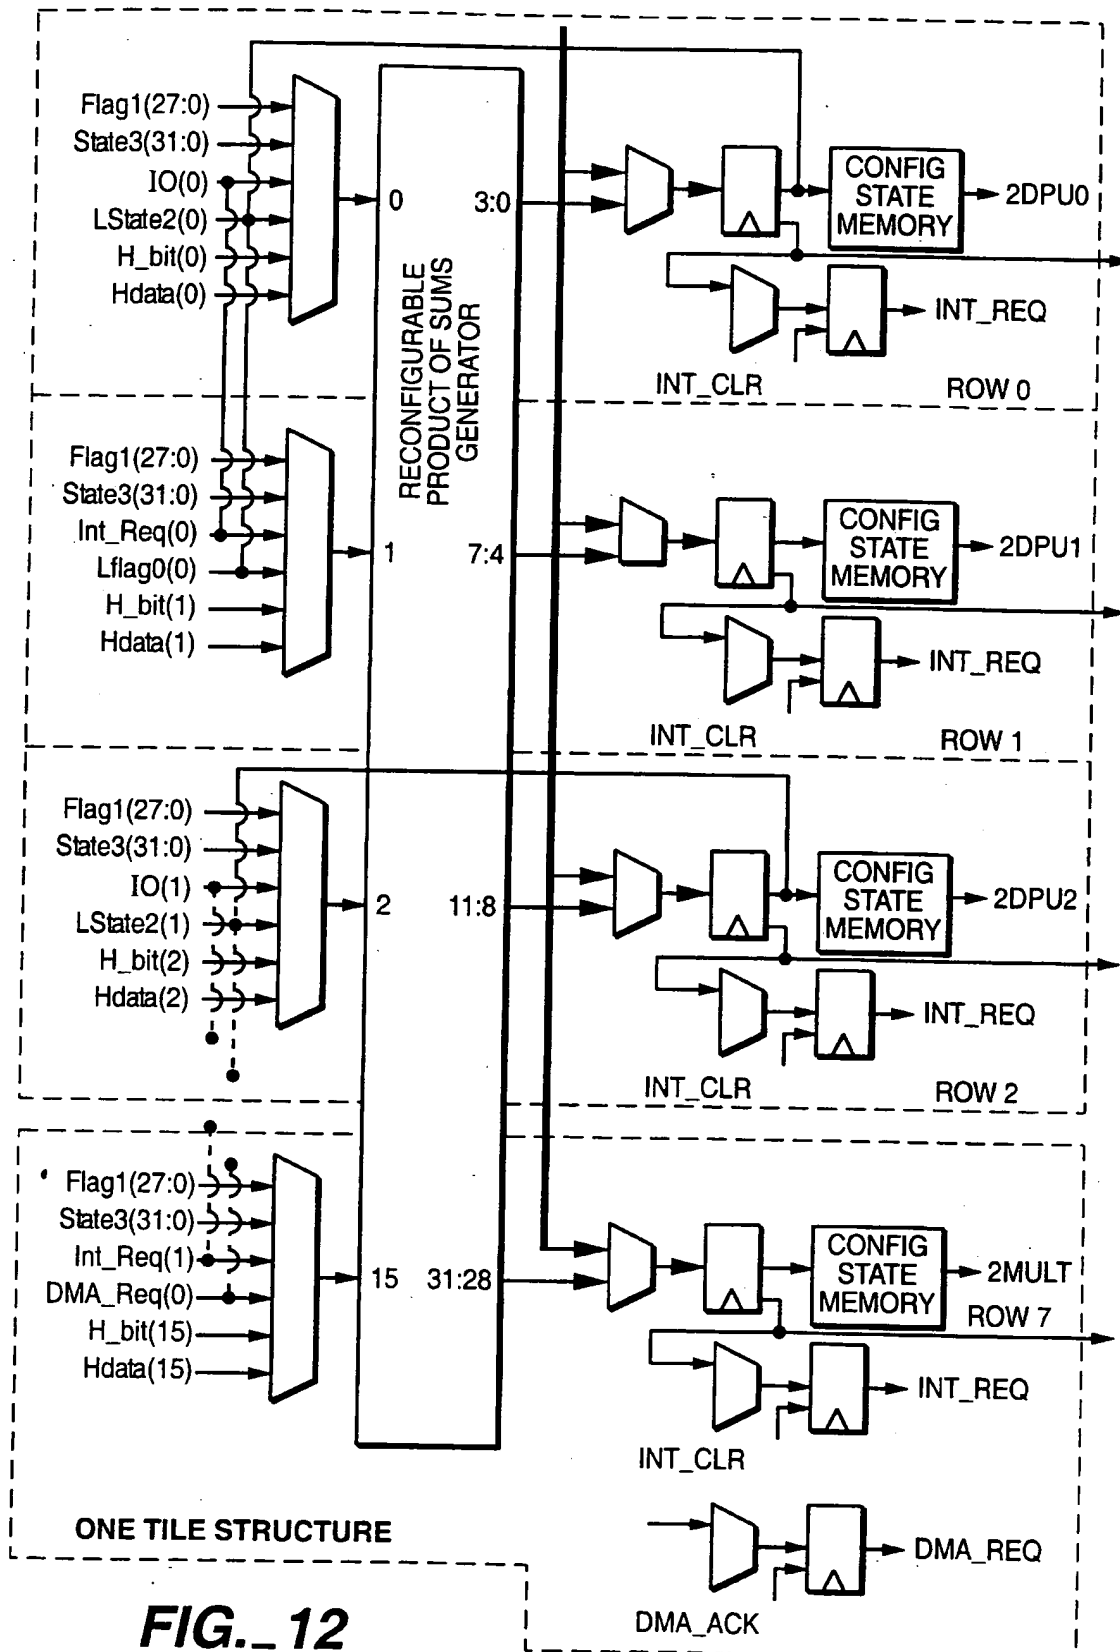 Flag1(27:0)
State3(31:0)
IO(0)
LState2(0)
H_bit(0)
Hdata(0)
0
3:0
RECONFIGURABLE
PRODUCT OF SUMS
GENERATOR
CONFIG
STATE
MEMORY
2DPU0
INT_REQ
INT_CLR
ROW 0
Flag1(27:0)
State3(31:0)
Int_Req(0)
Lflag0(0)
H_bit(1)
Hdata(1)
1
7:4
CONFIG
STATE
MEMORY
2DPU1
INT_REQ
INT_CLR
ROW 1
Flag1(27:0)
State3(31:0)
IO(1)
LState2(1)
H_bit(2)
Hdata(2)
2
11:8
CONFIG
STATE
MEMORY
2DPU2
INT_REQ
INT_CLR
ROW 2
Flag1(27:0)
State3(31:0)
Int_Req(1)
DMA_Req(0)
H_bit(15)
Hdata(15)
15
31:28
CONFIG
STATE
MEMORY
2MULT
ROW 7
INT_REQ
INT_CLR
ONE TILE STRUCTURE
DMA_REQ
DMA_ACK
FIG._12